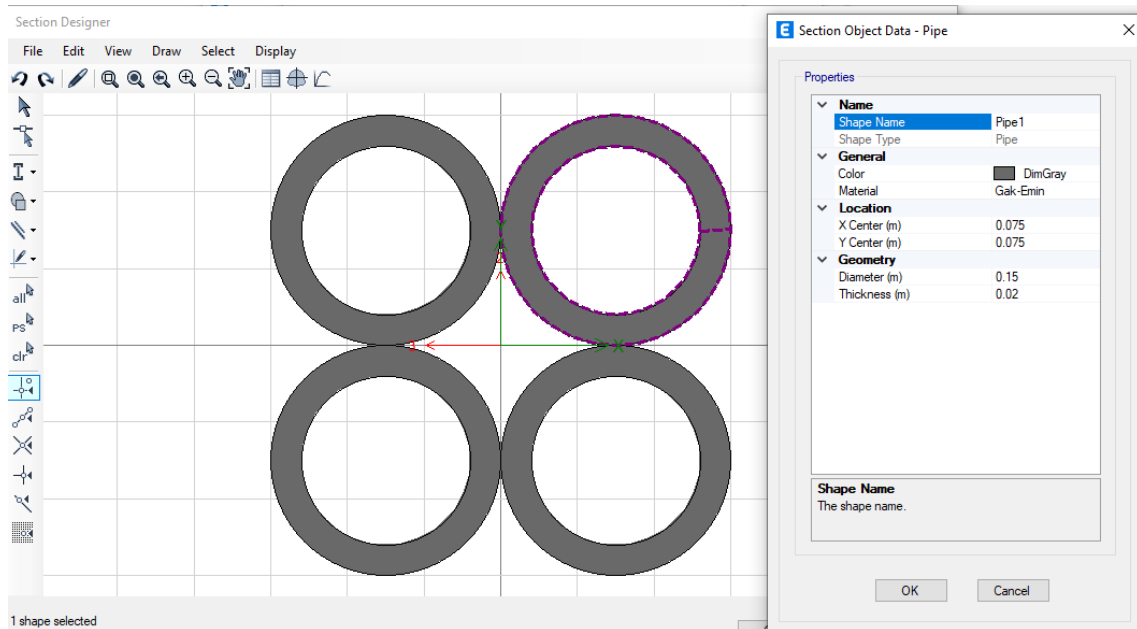 Section Designer
File Edit View Draw Select Display
all
PS
clr
Y
X
1 shape selected
E Section Object Data - Pipe
Properties
Name
Shape Name Pipe1
Shape Type Pipe
General
Color DimGray
Material Gak-Emin
Location
X Center (m) 0.075
Y Center (m) 0.075
Geometry
Diameter (m) 0.15
Thickness (m) 0.02
Shape Name
The shape name.
OK Cancel